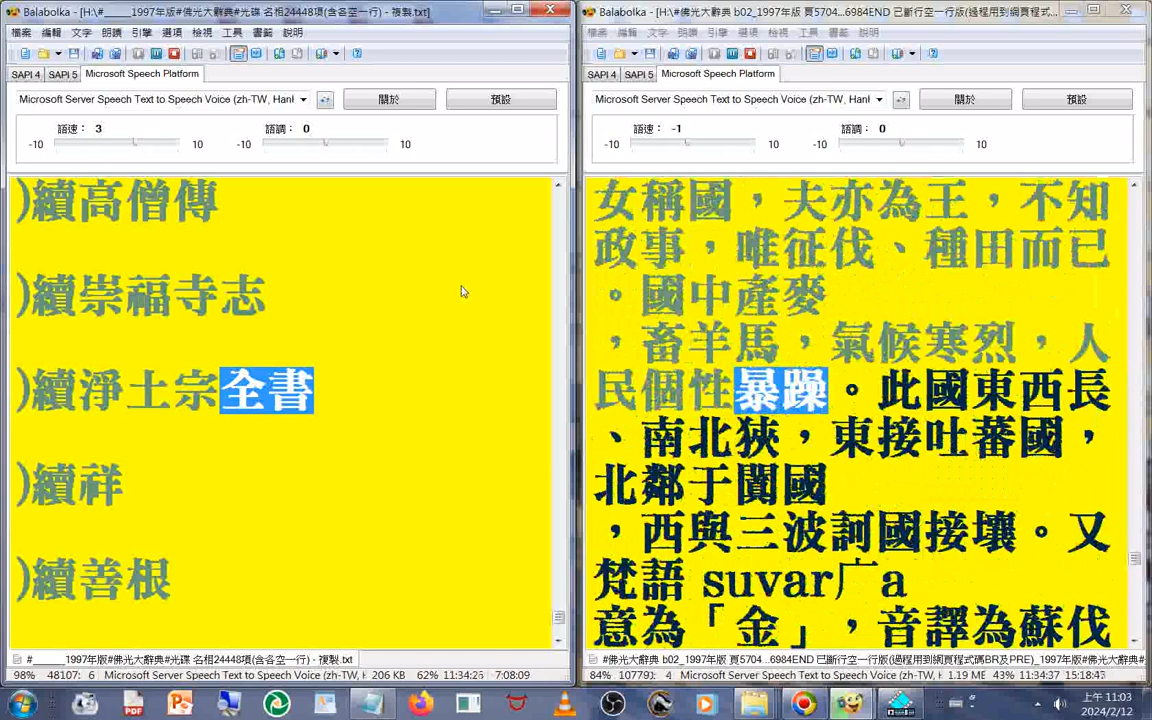 Balabolka - [H:\#_____1997年版#佛光大辭典#光碟 名相24448項(含各空一行) - 複製.txt]
檔案 編輯 文字 朗讀 引擎 選項 檢視 工具 書籤 說明
SAPI 4 SAPI 5 Microsoft Speech Platform
Microsoft Server Speech Text to Speech Voice (zh-TW, Hanl
關於 預設
語速： 3 語調： 0
-10 10 -10 10
)續高僧傳
)續崇福寺志
)續淨土宗全書
)續祥
)續善根
#_____1997年版#佛光大辭典#光碟 名相24448項(含各空一行) - 複製.txt
98% 48107: 6 Microsoft Server Speech Text to Speech Voice (zh-TW, H 206 KB 62% 11:34:26 7:08:09
Balabolka - [H:\#佛光大辭典 b02_1997年版 頁5704...6984END 已斷行空一行版(過程用到網頁程式...
檔案 編輯 文字 朗讀 引擎 選項 檢視 工具 書籤 說明
SAPI 4 SAPI 5 Microsoft Speech Platform
Microsoft Server Speech Text to Speech Voice (zh-TW, Hanl
關於 預設
語速： -1 語調： 0
-10 10 -10 10
女稱國，夫亦為王，不知
政事，唯征伐、種田而已
。國中產麥
，畜羊馬，氣候寒烈，人
民個性暴躁。此國東西長
、南北狹，東接吐蕃國，
北鄰于闐國
，西與三波訶國接壤。又
梵語 suvar广a
意為「金」，音譯為蘇伐
#佛光大辭典 b02_1997年版 頁5704...6984END 已斷行空一行版(過程用到網頁程式碼BR及PRE)_1997年版#佛光大辭典#
84% 10779): 4 Microsoft Server Speech Text to Speech Voice (zh-TW, H 1.19 ME 43% 11:34:37 15:18:47
上午 11:03
2024/2/12